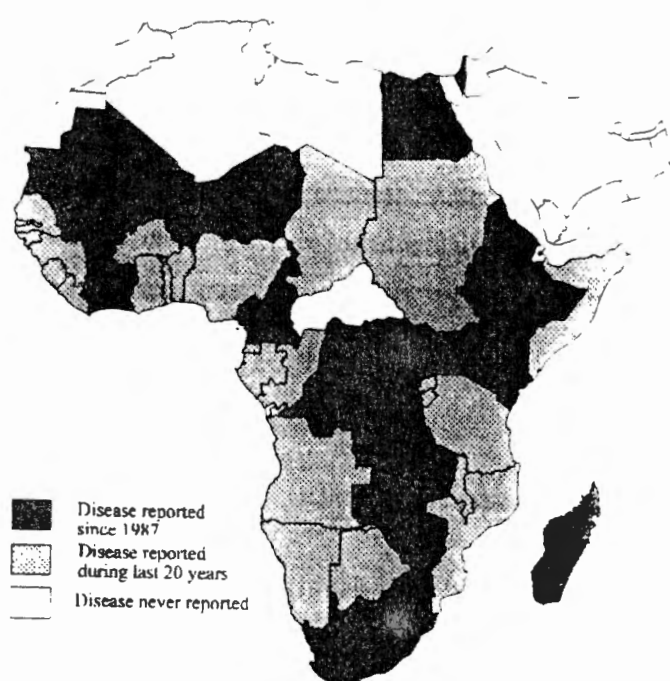 Disease reported
since 1987
Disease reported
during last 20 years
Disease never reported